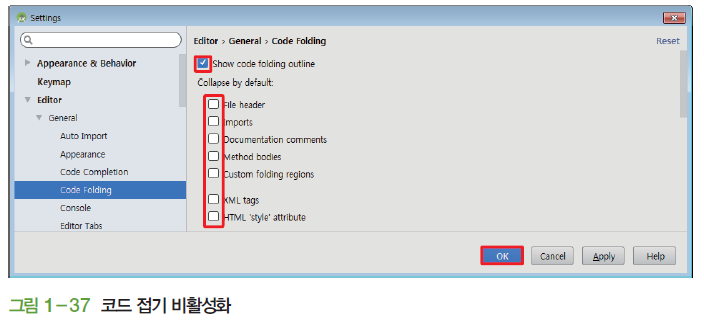 Settings
Appearance & Behavior
Keymap
Editor
General
Auto Import
Appearance
Code Completion
Code Folding
Console
Editor Tabs
Editor › General › Code Folding
Reset
Show code folding outline
Collapse by default:
File header
Imports
Documentation comments
Method bodies
Custom folding regions
XML tags
HTML 'style' attribute
OK Cancel Apply Help
그림 1-37 코드 접기 비활성화